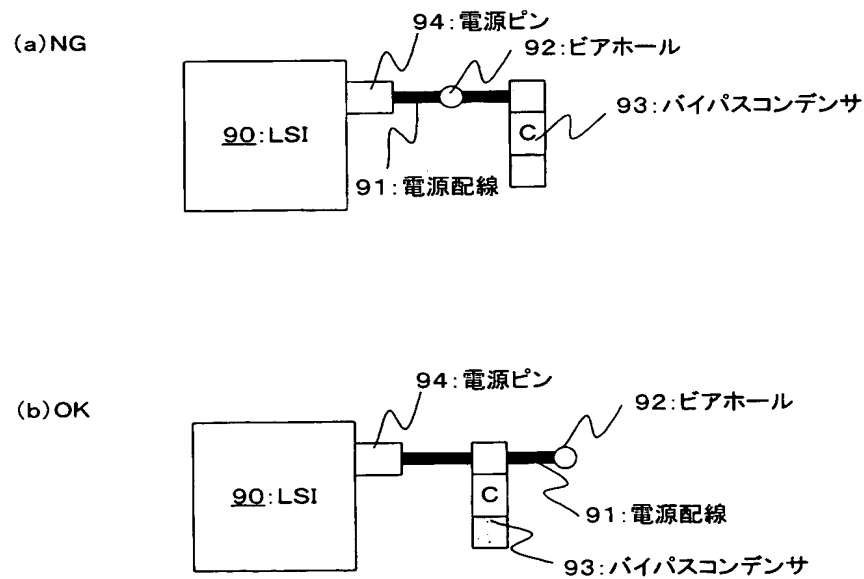 (a)NG
94:電源ピン
92:ビアホール
93:バイパスコンデンサ
90:LSI
C
91:電源配線
(b)OK
94:電源ピン
92:ビアホール
90:LSI
C
91:電源配線
93:バイパスコンデンサ